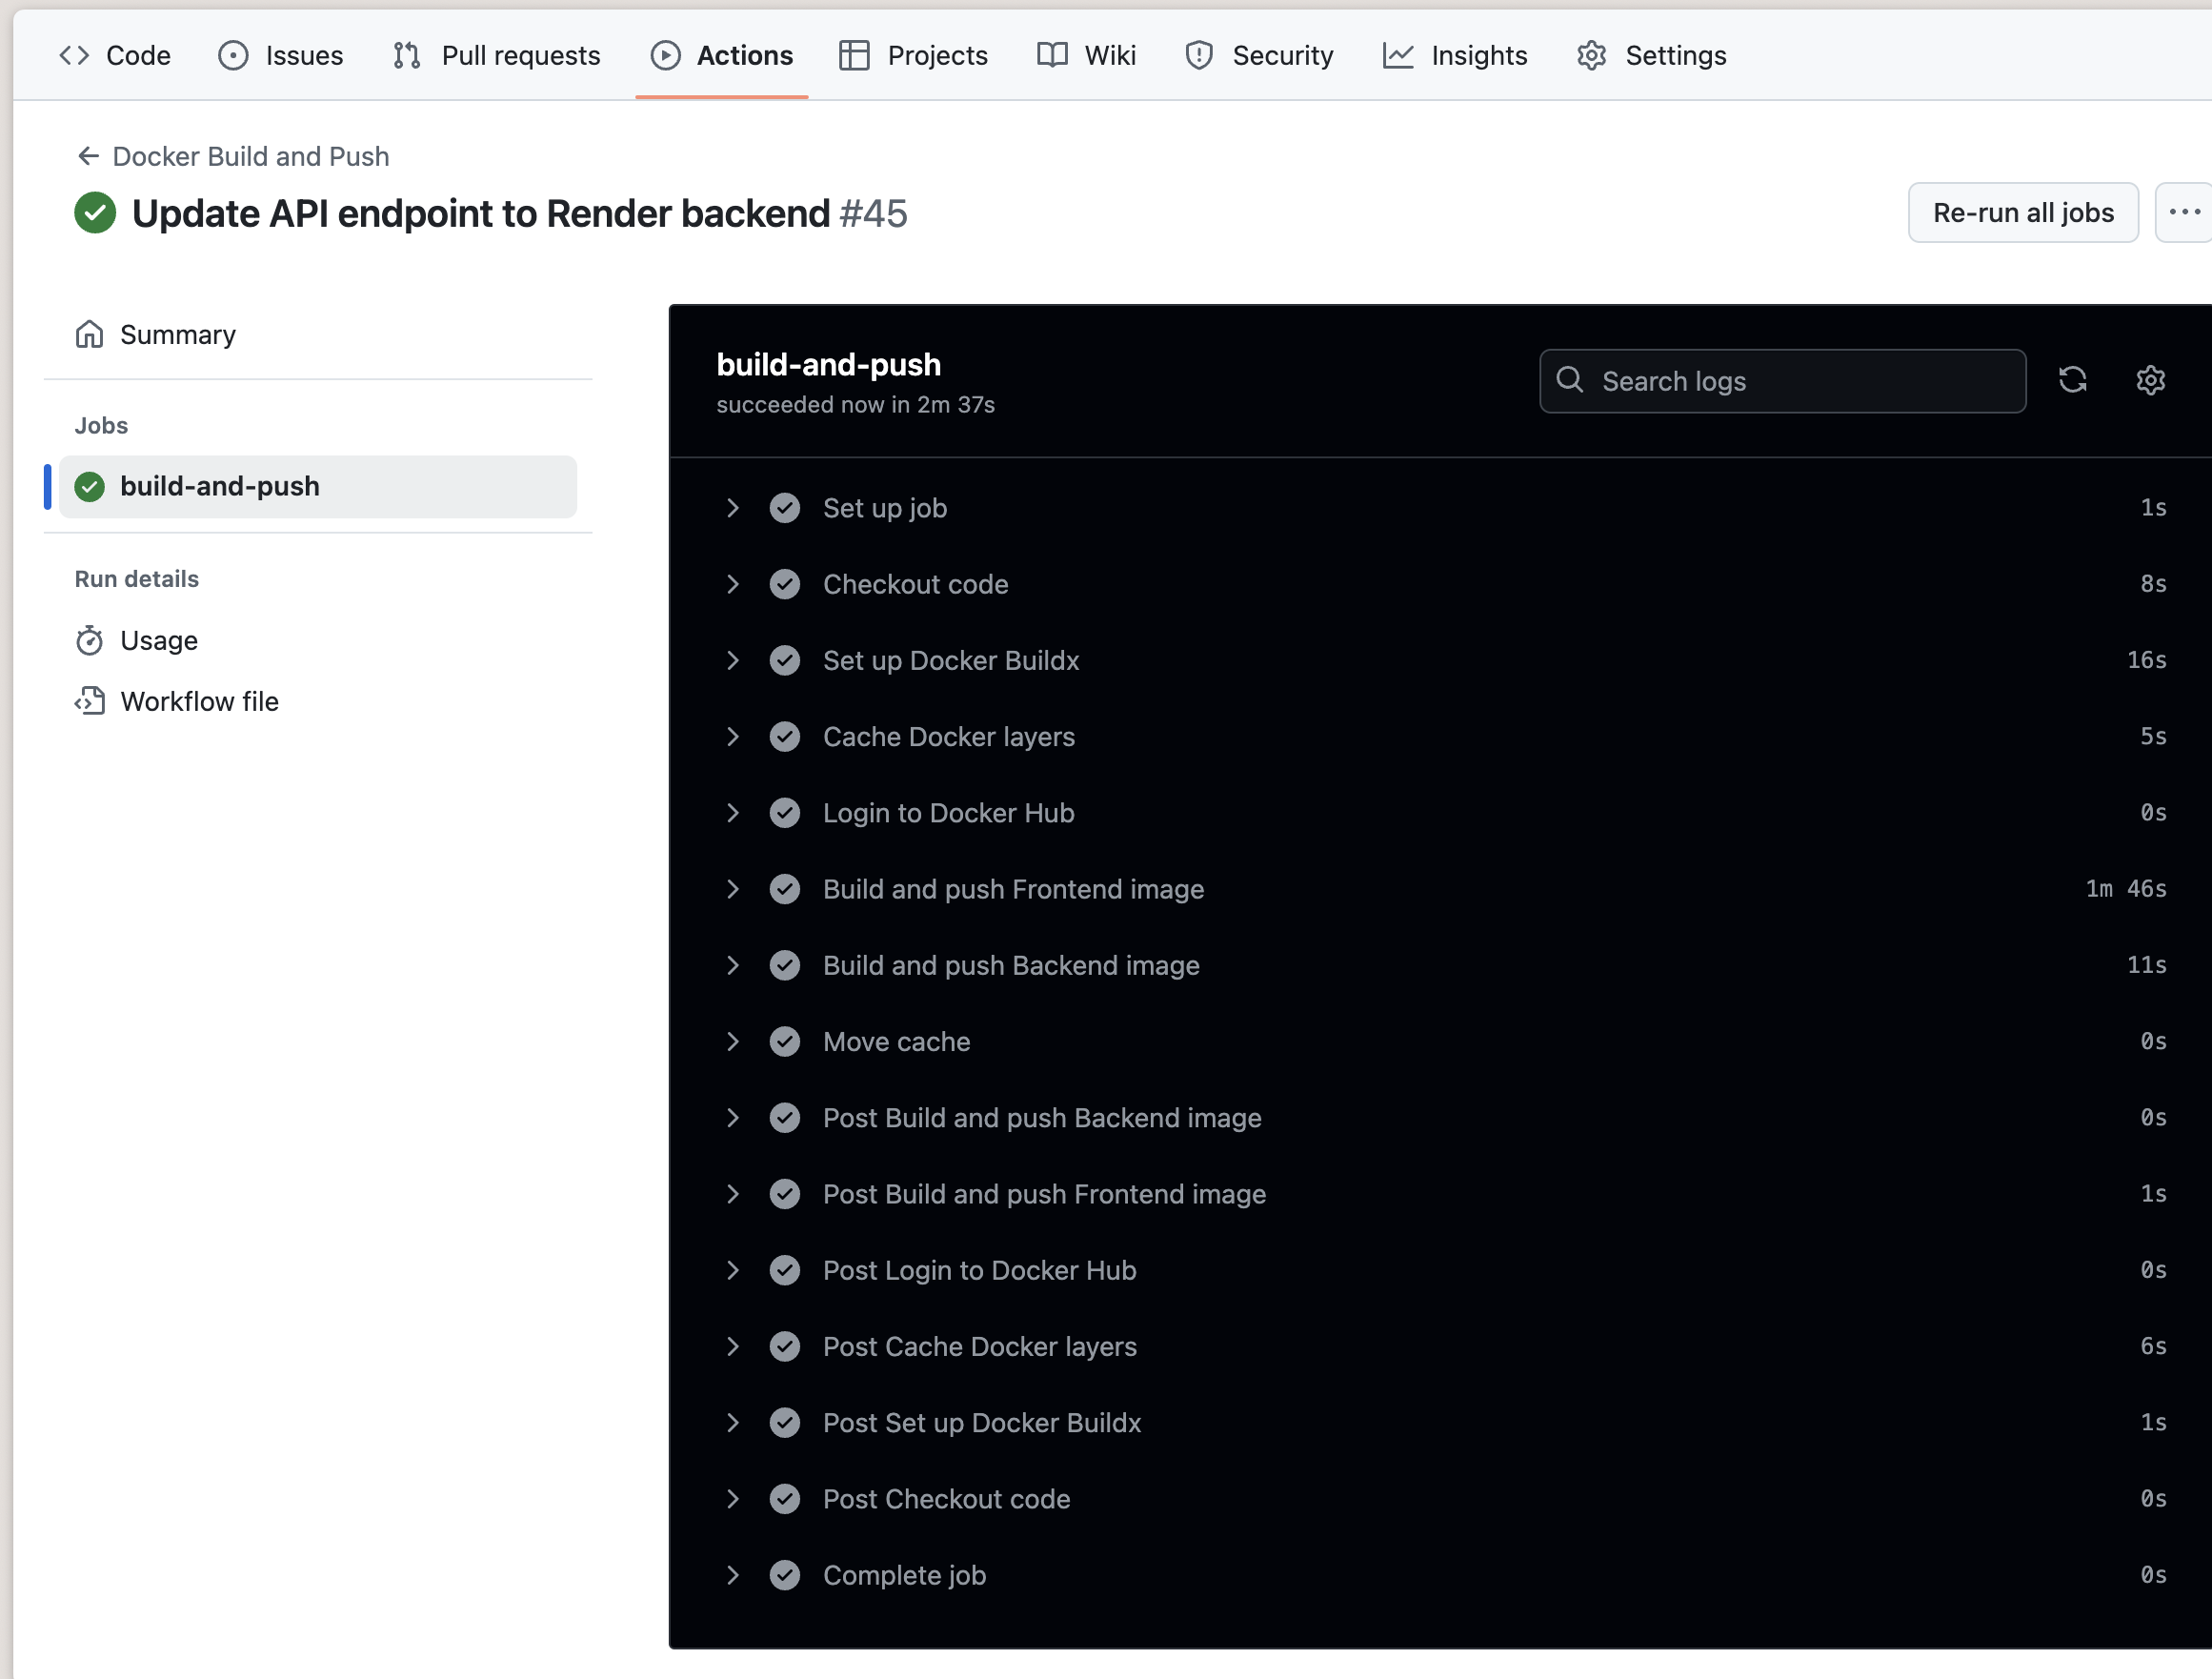 Code Issues Pull requests Actions Projects Wiki Security Insights Settings
Docker Build and Push
Update API endpoint to Render backend #45
Re-run all jobs
Summary
Jobs
build-and-push
Run details
Usage
Workflow file
build-and-push
succeeded now in 2m 37s
Search logs
Set up job 1s
Checkout code 8s
Set up Docker Buildx 16s
Cache Docker layers 5s
Login to Docker Hub 0s
Build and push Frontend image 1m 46s
Build and push Backend image 11s
Move cache 0s
Post Build and push Backend image 0s
Post Build and push Frontend image 1s
Post Login to Docker Hub 0s
Post Cache Docker layers 6s
Post Set up Docker Buildx 1s
Post Checkout code 0s
Complete job 0s